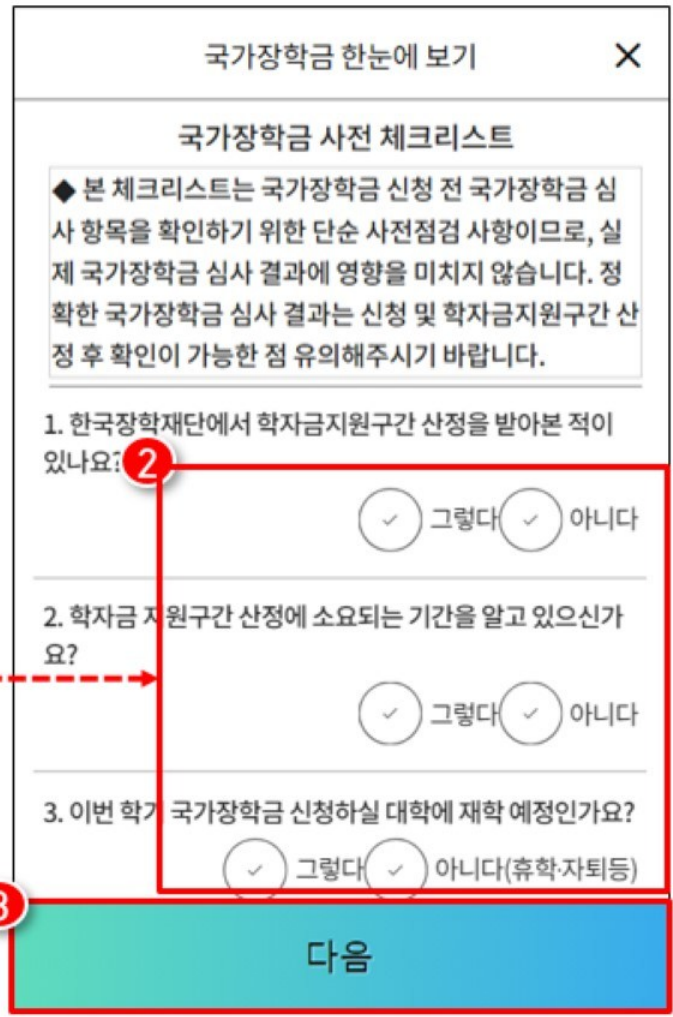 국가장학금 한눈에 보기 ✕
국가장학금 사전 체크리스트
◆ 본 체크리스트는 국가장학금 신청 전 국가장학금 심
사 항목을 확인하기 위한 단순 사전점검 사항이므로, 실
제 국가장학금 심사 결과에 영향을 미치지 않습니다. 정
확한 국가장학금 심사 결과는 신청 및 학자금지원구간 산
정 후 확인이 가능한 점 유의해주시기 바랍니다.
1. 한국장학재단에서 학자금지원구간 산정을 받아본 적이
있나요?
2
그렇다 아니다
2. 학자금 지원구간 산정에 소요되는 기간을 알고 있으신가
요?
그렇다 아니다
3. 이번 학기 국가장학금 신청하실 대학에 재학 예정인가요?
그렇다 아니다(휴학·자퇴등)
3
다음